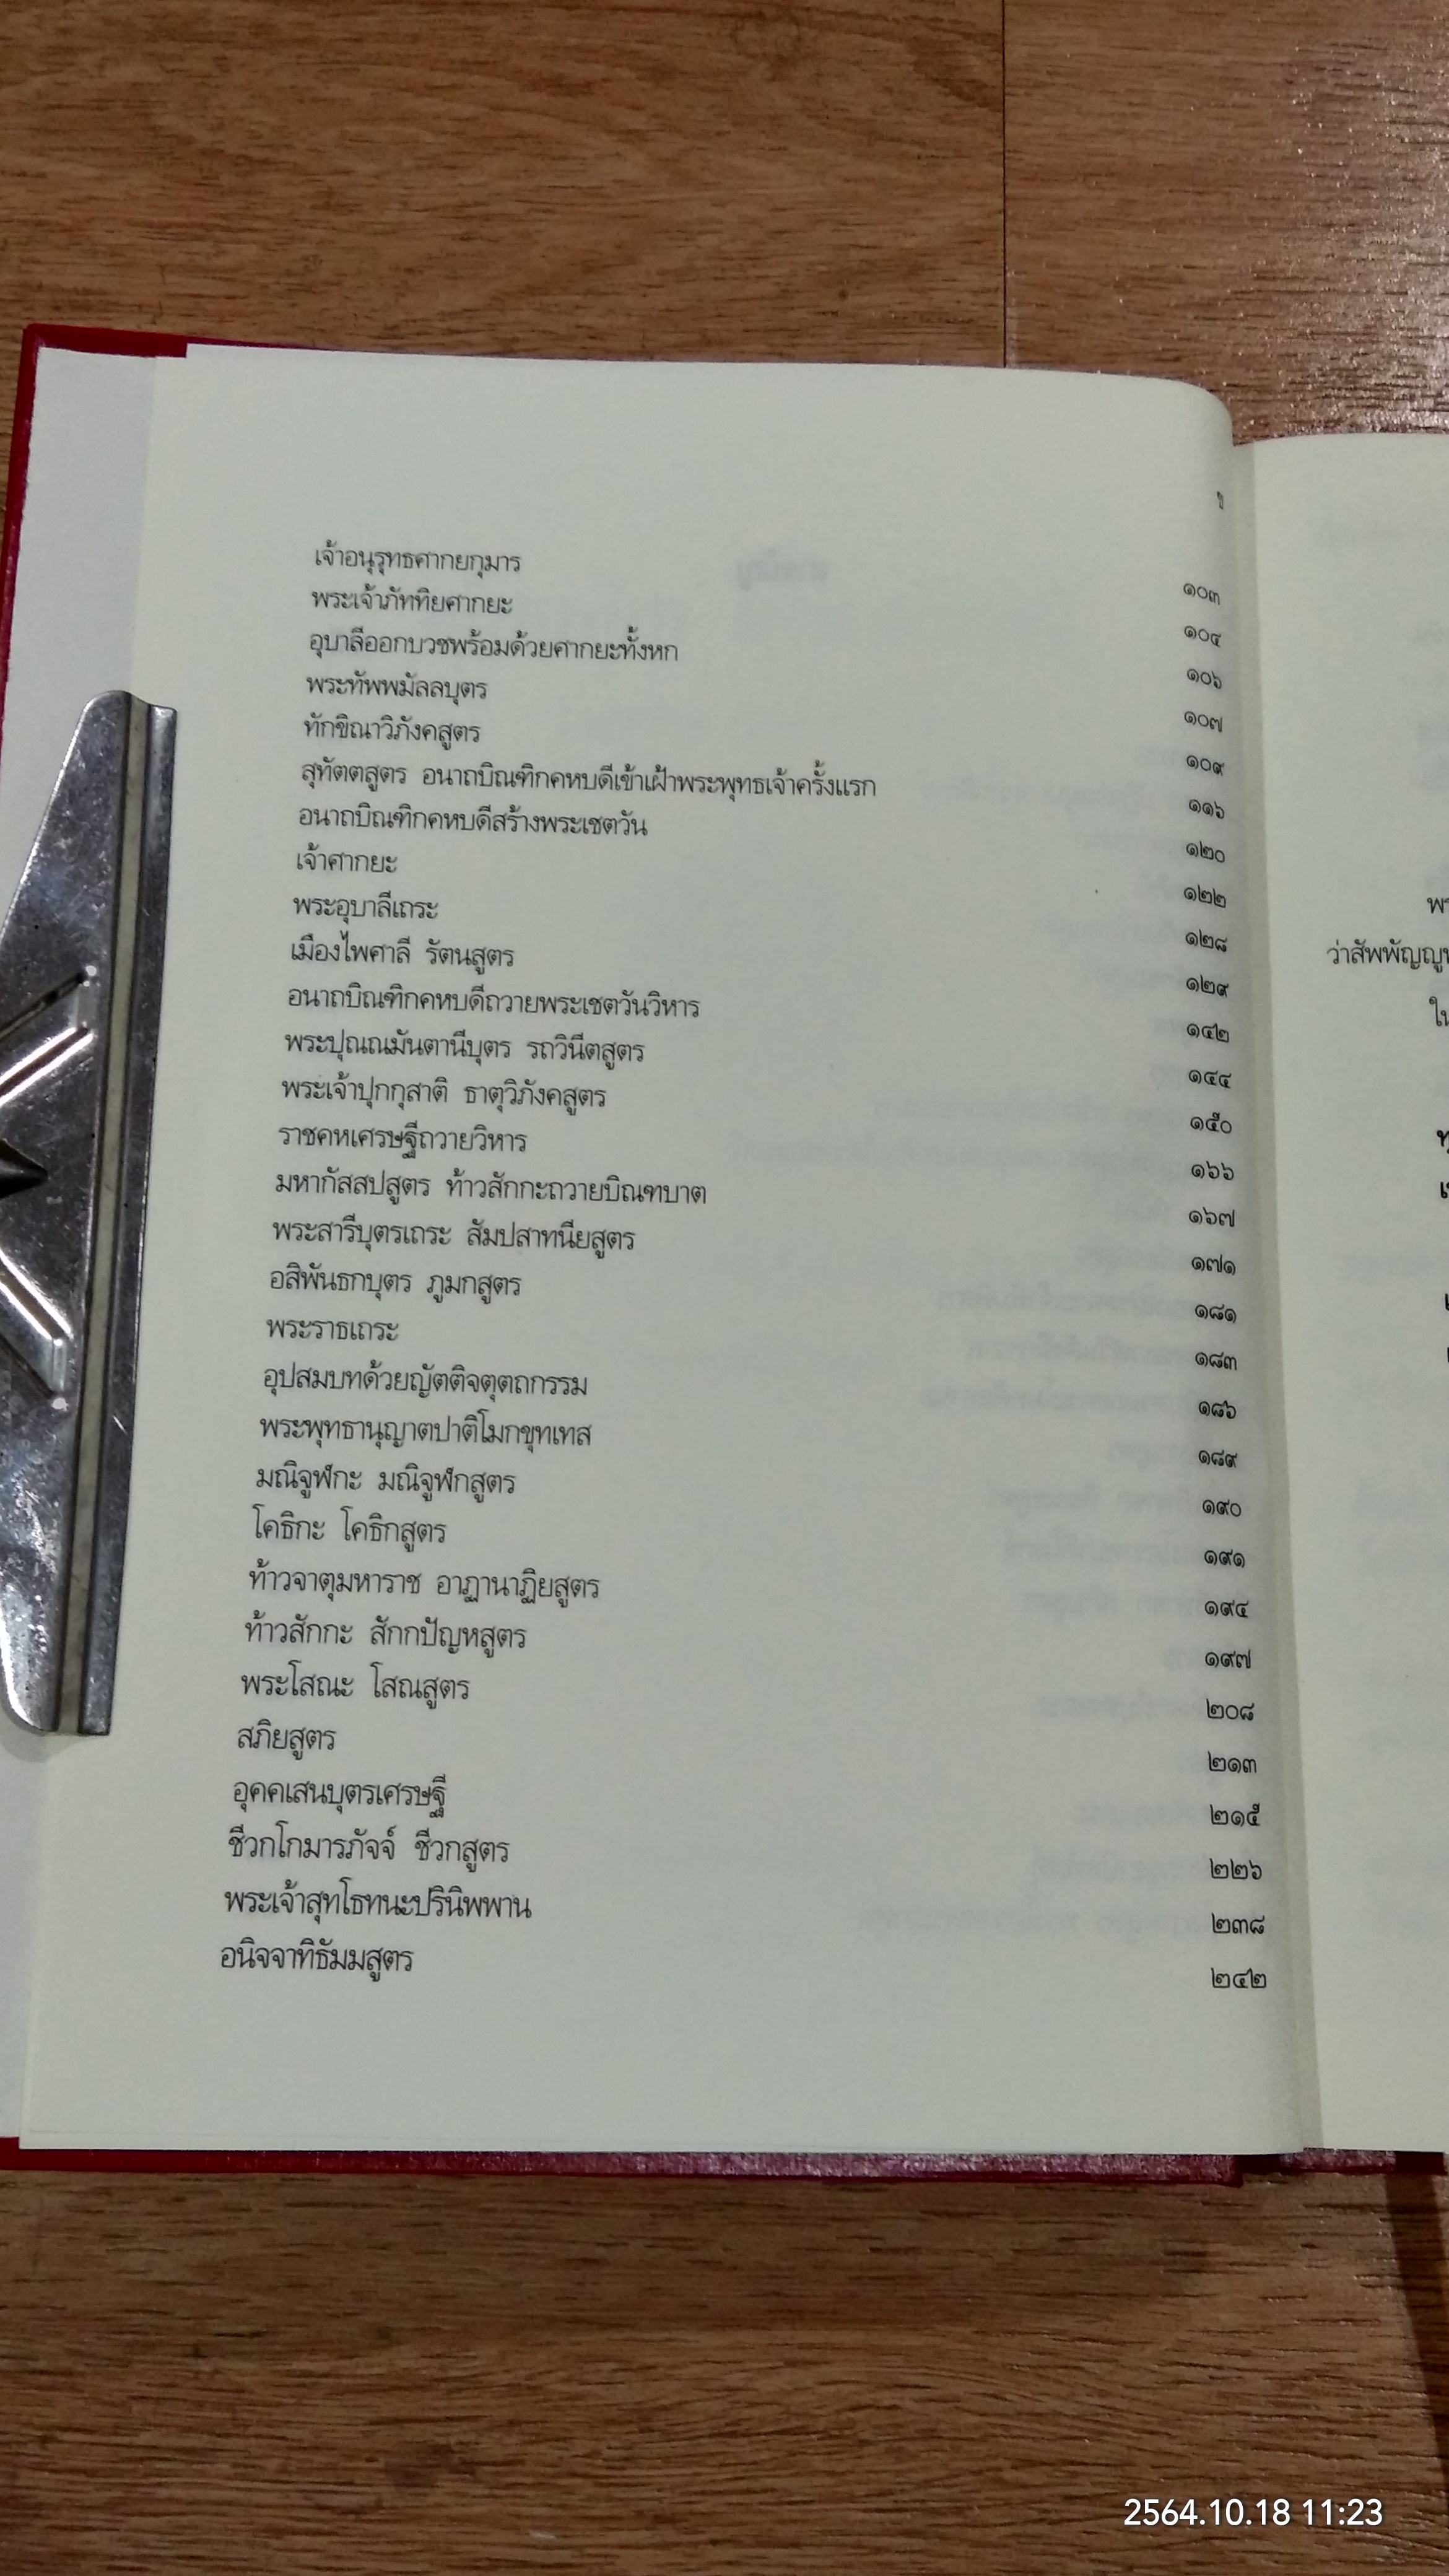 ข
เจ้าอนุรุทธศากยกุมาร ๑๐๓
พระเจ้าภัททิยศากยะ ๑๐๔
อุบาลีออกบวชพร้อมด้วยศากยะทั้งหก ๑๐๖
พระทัพพมัลลบุตร ๑๐๗
ทักขิณาวิภังคสูตร ๑๐๙
สุทัตตสูตร อนาถบิณฑิกคหบดีเข้าเฝ้าพระพุทธเจ้าครั้งแรก ๑๑๖
อนาถบิณฑิกคหบดีสร้างพระเชตวัน ๑๒๐
เจ้าศากยะ ๑๒๒
พระอุบาลีเถระ ๑๒๘
เมืองไพศาลี รัตนสูตร ๑๒๙
อนาถบิณฑิกคหบดีถวายพระเชตวันวิหาร ๑๔๒
พระปุณณมันตานีบุตร รถวินีตสูตร ๑๔๔
พระเจ้าปุกกุสาติ ธาตุวิภังคสูตร ๑๕๐
ราชคหเศรษฐีถวายวิหาร ๑๖๖
มหากัสสปสูตร ท้าวสักกะถวายบิณฑบาต ๑๖๗
พระสารีบุตรเถระ สัมปสาทนียสูตร ๑๗๑
อสิพันธกบุตร ภูมกสูตร ๑๘๑
พระราธเถระ ๑๘๓
อุปสมบทด้วยญัตติจตุตถกรรม ๑๘๖
พระพุทธานุญาตปาติโมกขุทเทส ๑๘๙
มณิจูฬกะ มณิจูฬกสูตร ๑๙๐
โคธิกะ โคธิกสูตร ๑๙๑
ท้าวจาตุมหาราช อาฏานาฏิยสูตร ๑๙๔
ท้าวสักกะ สักกปัญหสูตร ๑๙๗
พระโสณะ โสณสูตร ๒๐๘
สภิยสูตร ๒๑๓
อุคคเสนบุตรเศรษฐี ๒๑๕
ชีวกโกมารภัจจ์ ชีวกสูตร ๒๒๖
พระเจ้าสุทโธทนะปรินิพพาน ๒๓๘
อนิจจาทิธัมมสูตร ๒๔๒
ว่าสัพพัญญู
2564.10.18 11:23